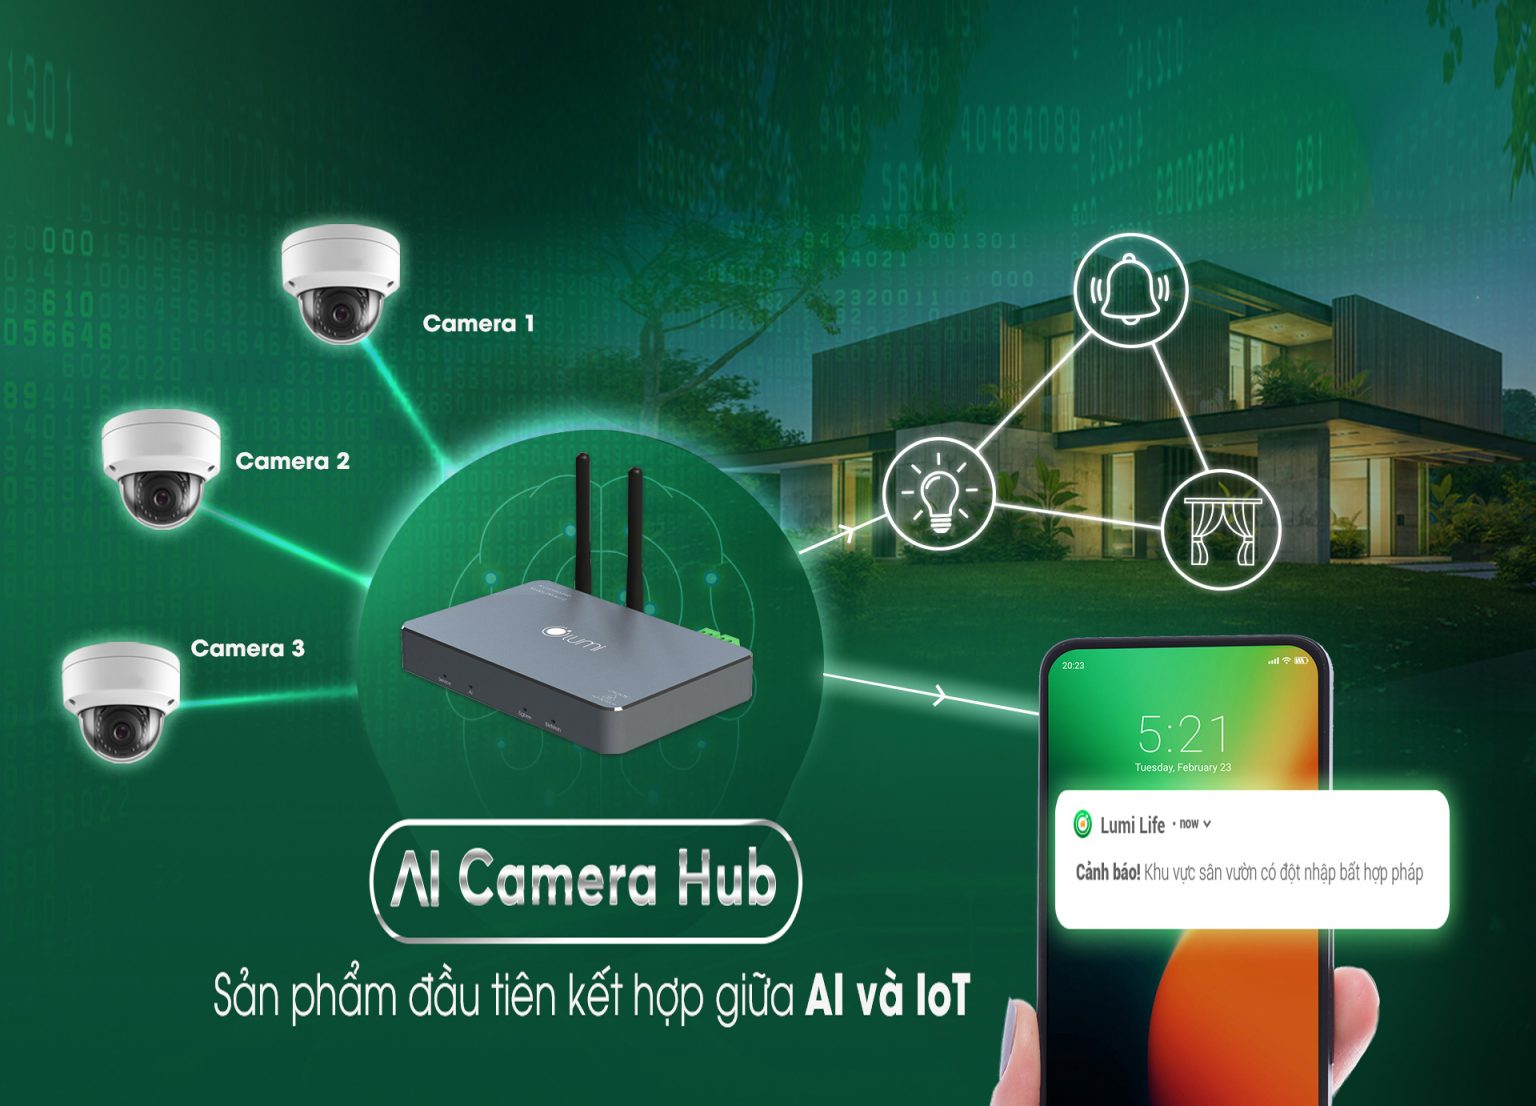 Camera 1
Camera 2
Camera 3
Lumi
20:23
5:21
Tuesday, February 23
Lumi Life • now
Cảnh báo! Khu vực sân vườn có đột nhập bất hợp pháp
AI Camera Hub
Sản phẩm đầu tiên kết hợp giữa AI và IoT